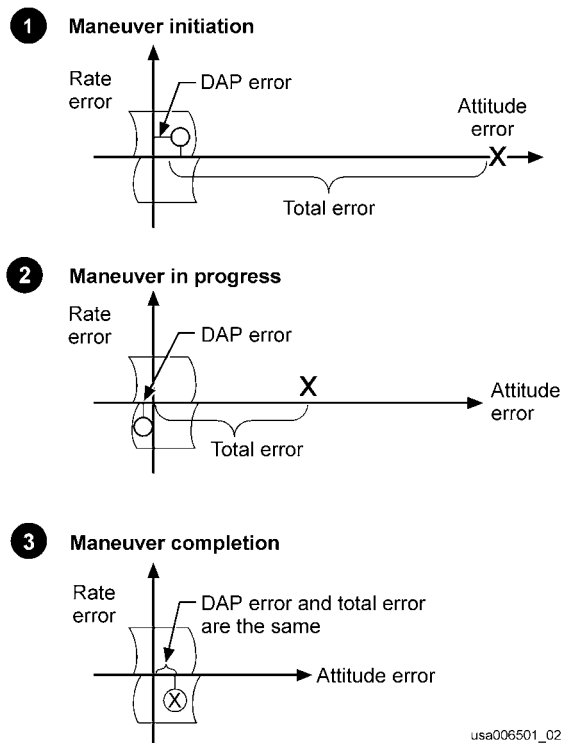 1 Maneuver initiation
Rate
error
DAP error
Attitude
error
X
Total error
2 Maneuver in progress
Rate
error
DAP error
X
Attitude
error
Total error
3 Maneuver completion
Rate
error
DAP error and total error
are the same
Attitude error
X
usa006501_02